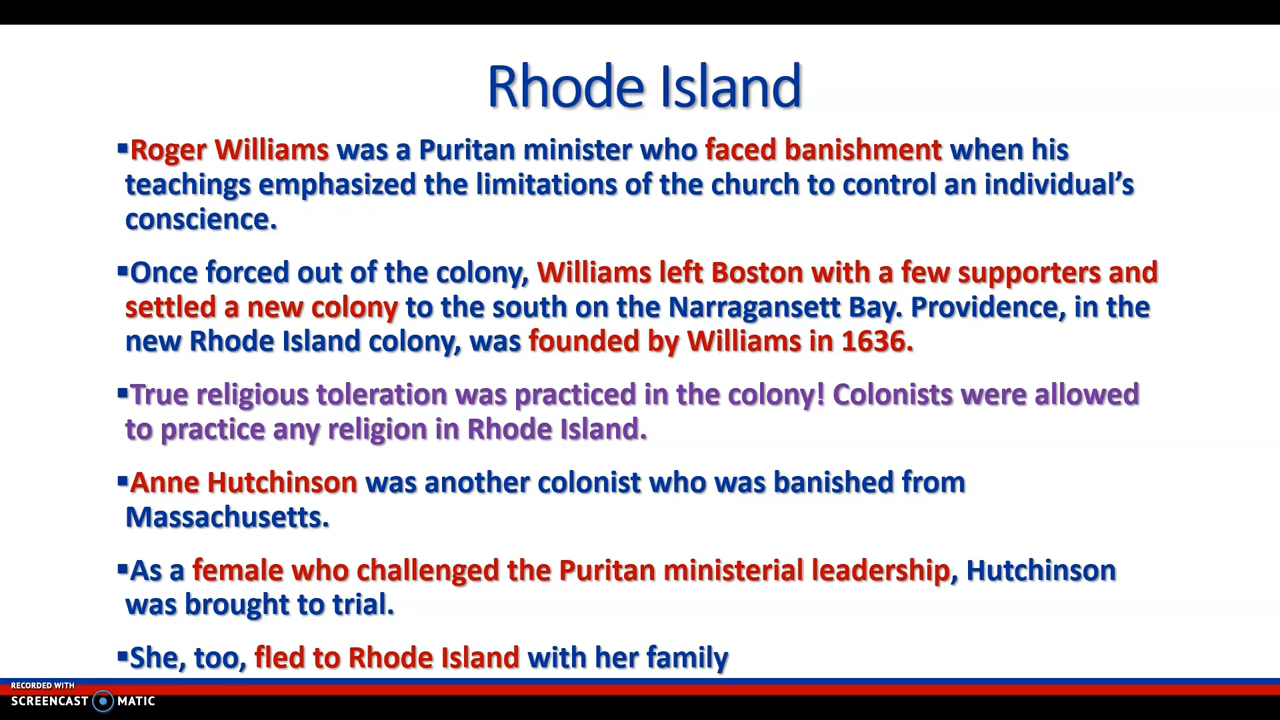 Rhode Island
▪Roger Williams was a Puritan minister who faced banishment when his
teachings emphasized the limitations of the church to control an individual’s
conscience.
▪Once forced out of the colony, Williams left Boston with a few supporters and
settled a new colony to the south on the Narragansett Bay. Providence, in the
new Rhode Island colony, was founded by Williams in 1636.
▪True religious toleration was practiced in the colony! Colonists were allowed
to practice any religion in Rhode Island.
▪Anne Hutchinson was another colonist who was banished from
Massachusetts.
▪As a female who challenged the Puritan ministerial leadership, Hutchinson
was brought to trial.
▪She, too, fled to Rhode Island with her family
RECORDED WITH
SCREENCAST MATIC